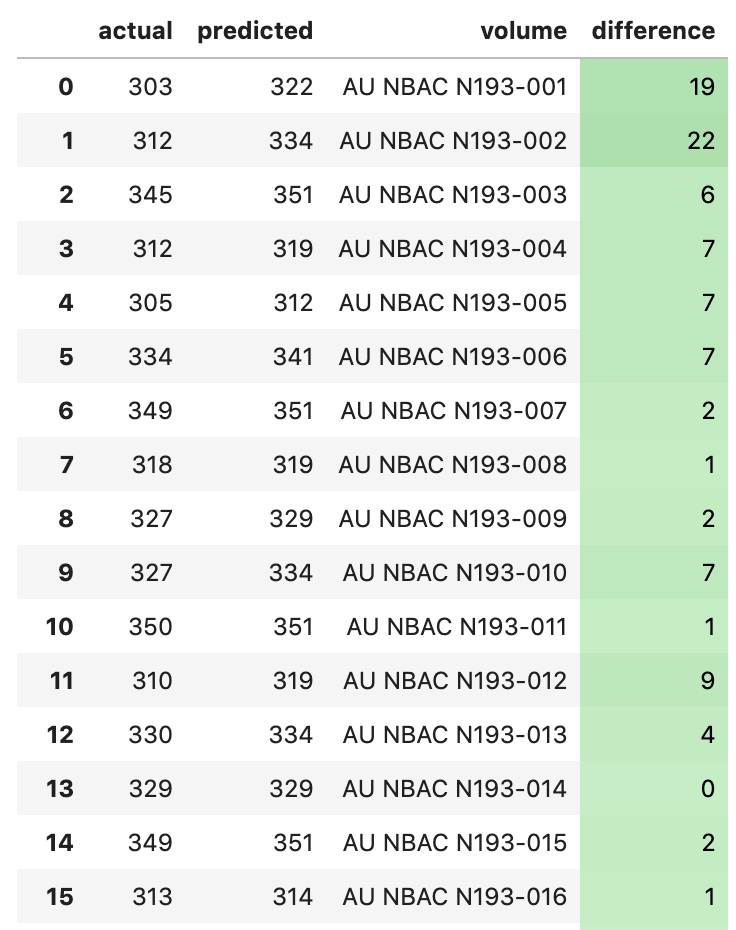 actual predicted volume difference
0 303 322 AU NBAC N193-001 19
1 312 334 AU NBAC N193-002 22
2 345 351 AU NBAC N193-003 6
3 312 319 AU NBAC N193-004 7
4 305 312 AU NBAC N193-005 7
5 334 341 AU NBAC N193-006 7
6 349 351 AU NBAC N193-007 2
7 318 319 AU NBAC N193-008 1
8 327 329 AU NBAC N193-009 2
9 327 334 AU NBAC N193-010 7
10 350 351 AU NBAC N193-011 1
11 310 319 AU NBAC N193-012 9
12 330 334 AU NBAC N193-013 4
13 329 329 AU NBAC N193-014 0
14 349 351 AU NBAC N193-015 2
15 313 314 AU NBAC N193-016 1